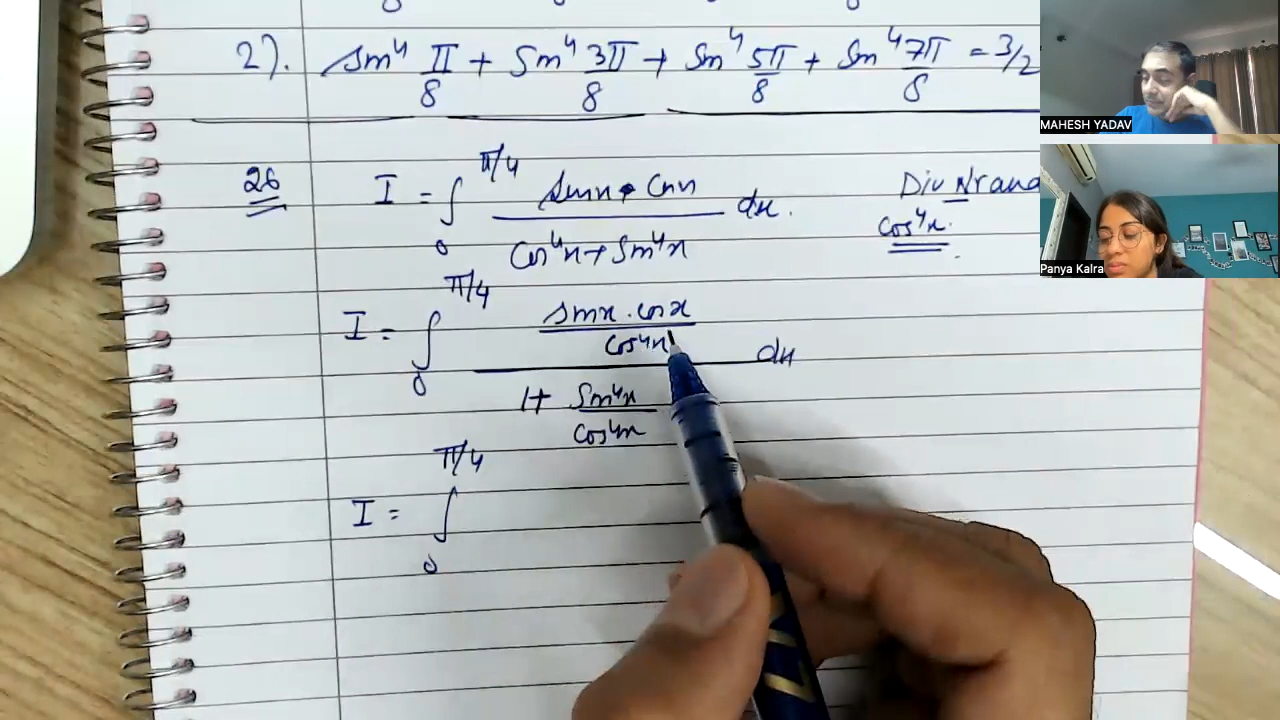 2). Sin⁴ π/8 + Sin⁴ 3π/8 + Sin⁴ 5π/8 + Sin⁴ 7π/8 = 3/2
MAHESH YADAV
26 I = ∫₀^π/4 sinx · cosx / cos⁴x + sin⁴x dx. Div Nr and
cos⁴x.
Panya Kalra
I = ∫₀^π/4 (sinx · cosx / cos⁴x) / (1 + sin⁴x / cos⁴x) dx
I = ∫₀^π/4